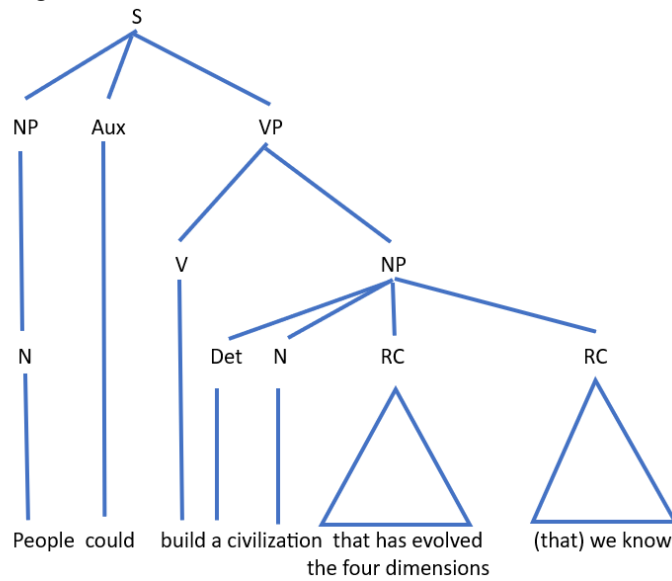 S
NP Aux VP
V NP
N Det N RC RC
People could build a civilization that has evolved (that) we know
the four dimensions